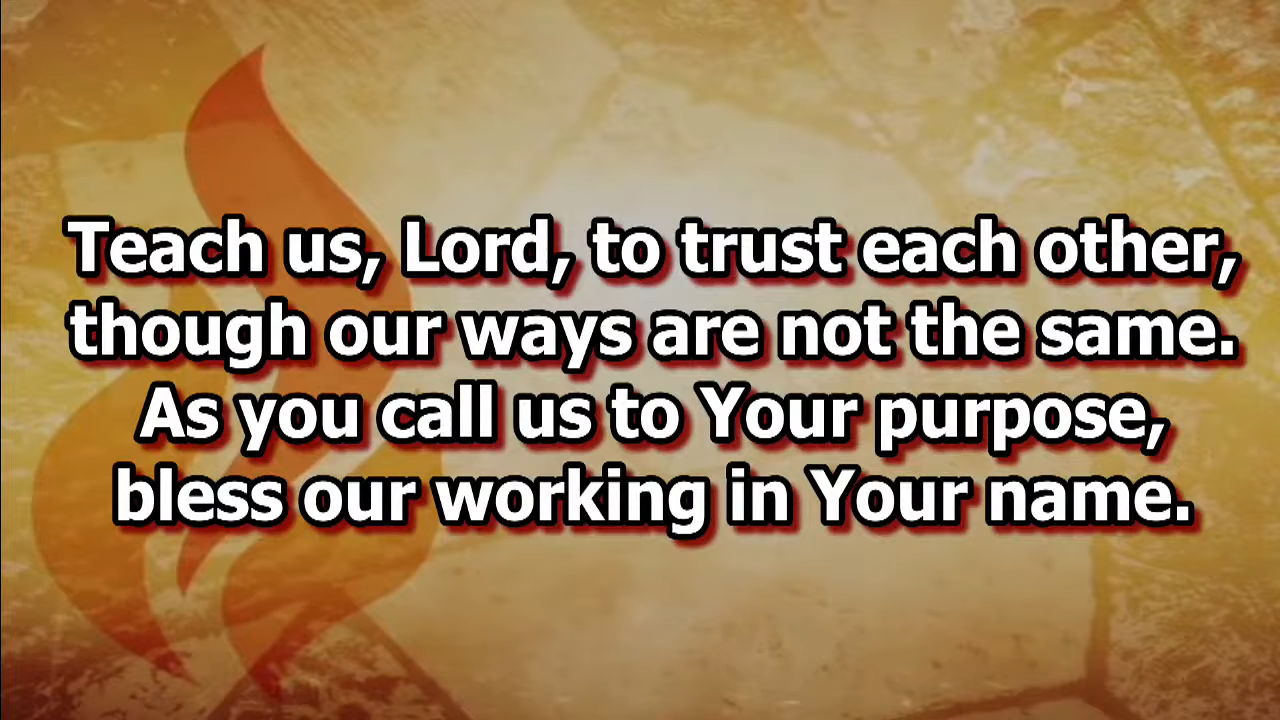 Teach us, Lord, to trust each other,
though our ways are not the same.
As you call us to Your purpose,
bless our working in Your name.